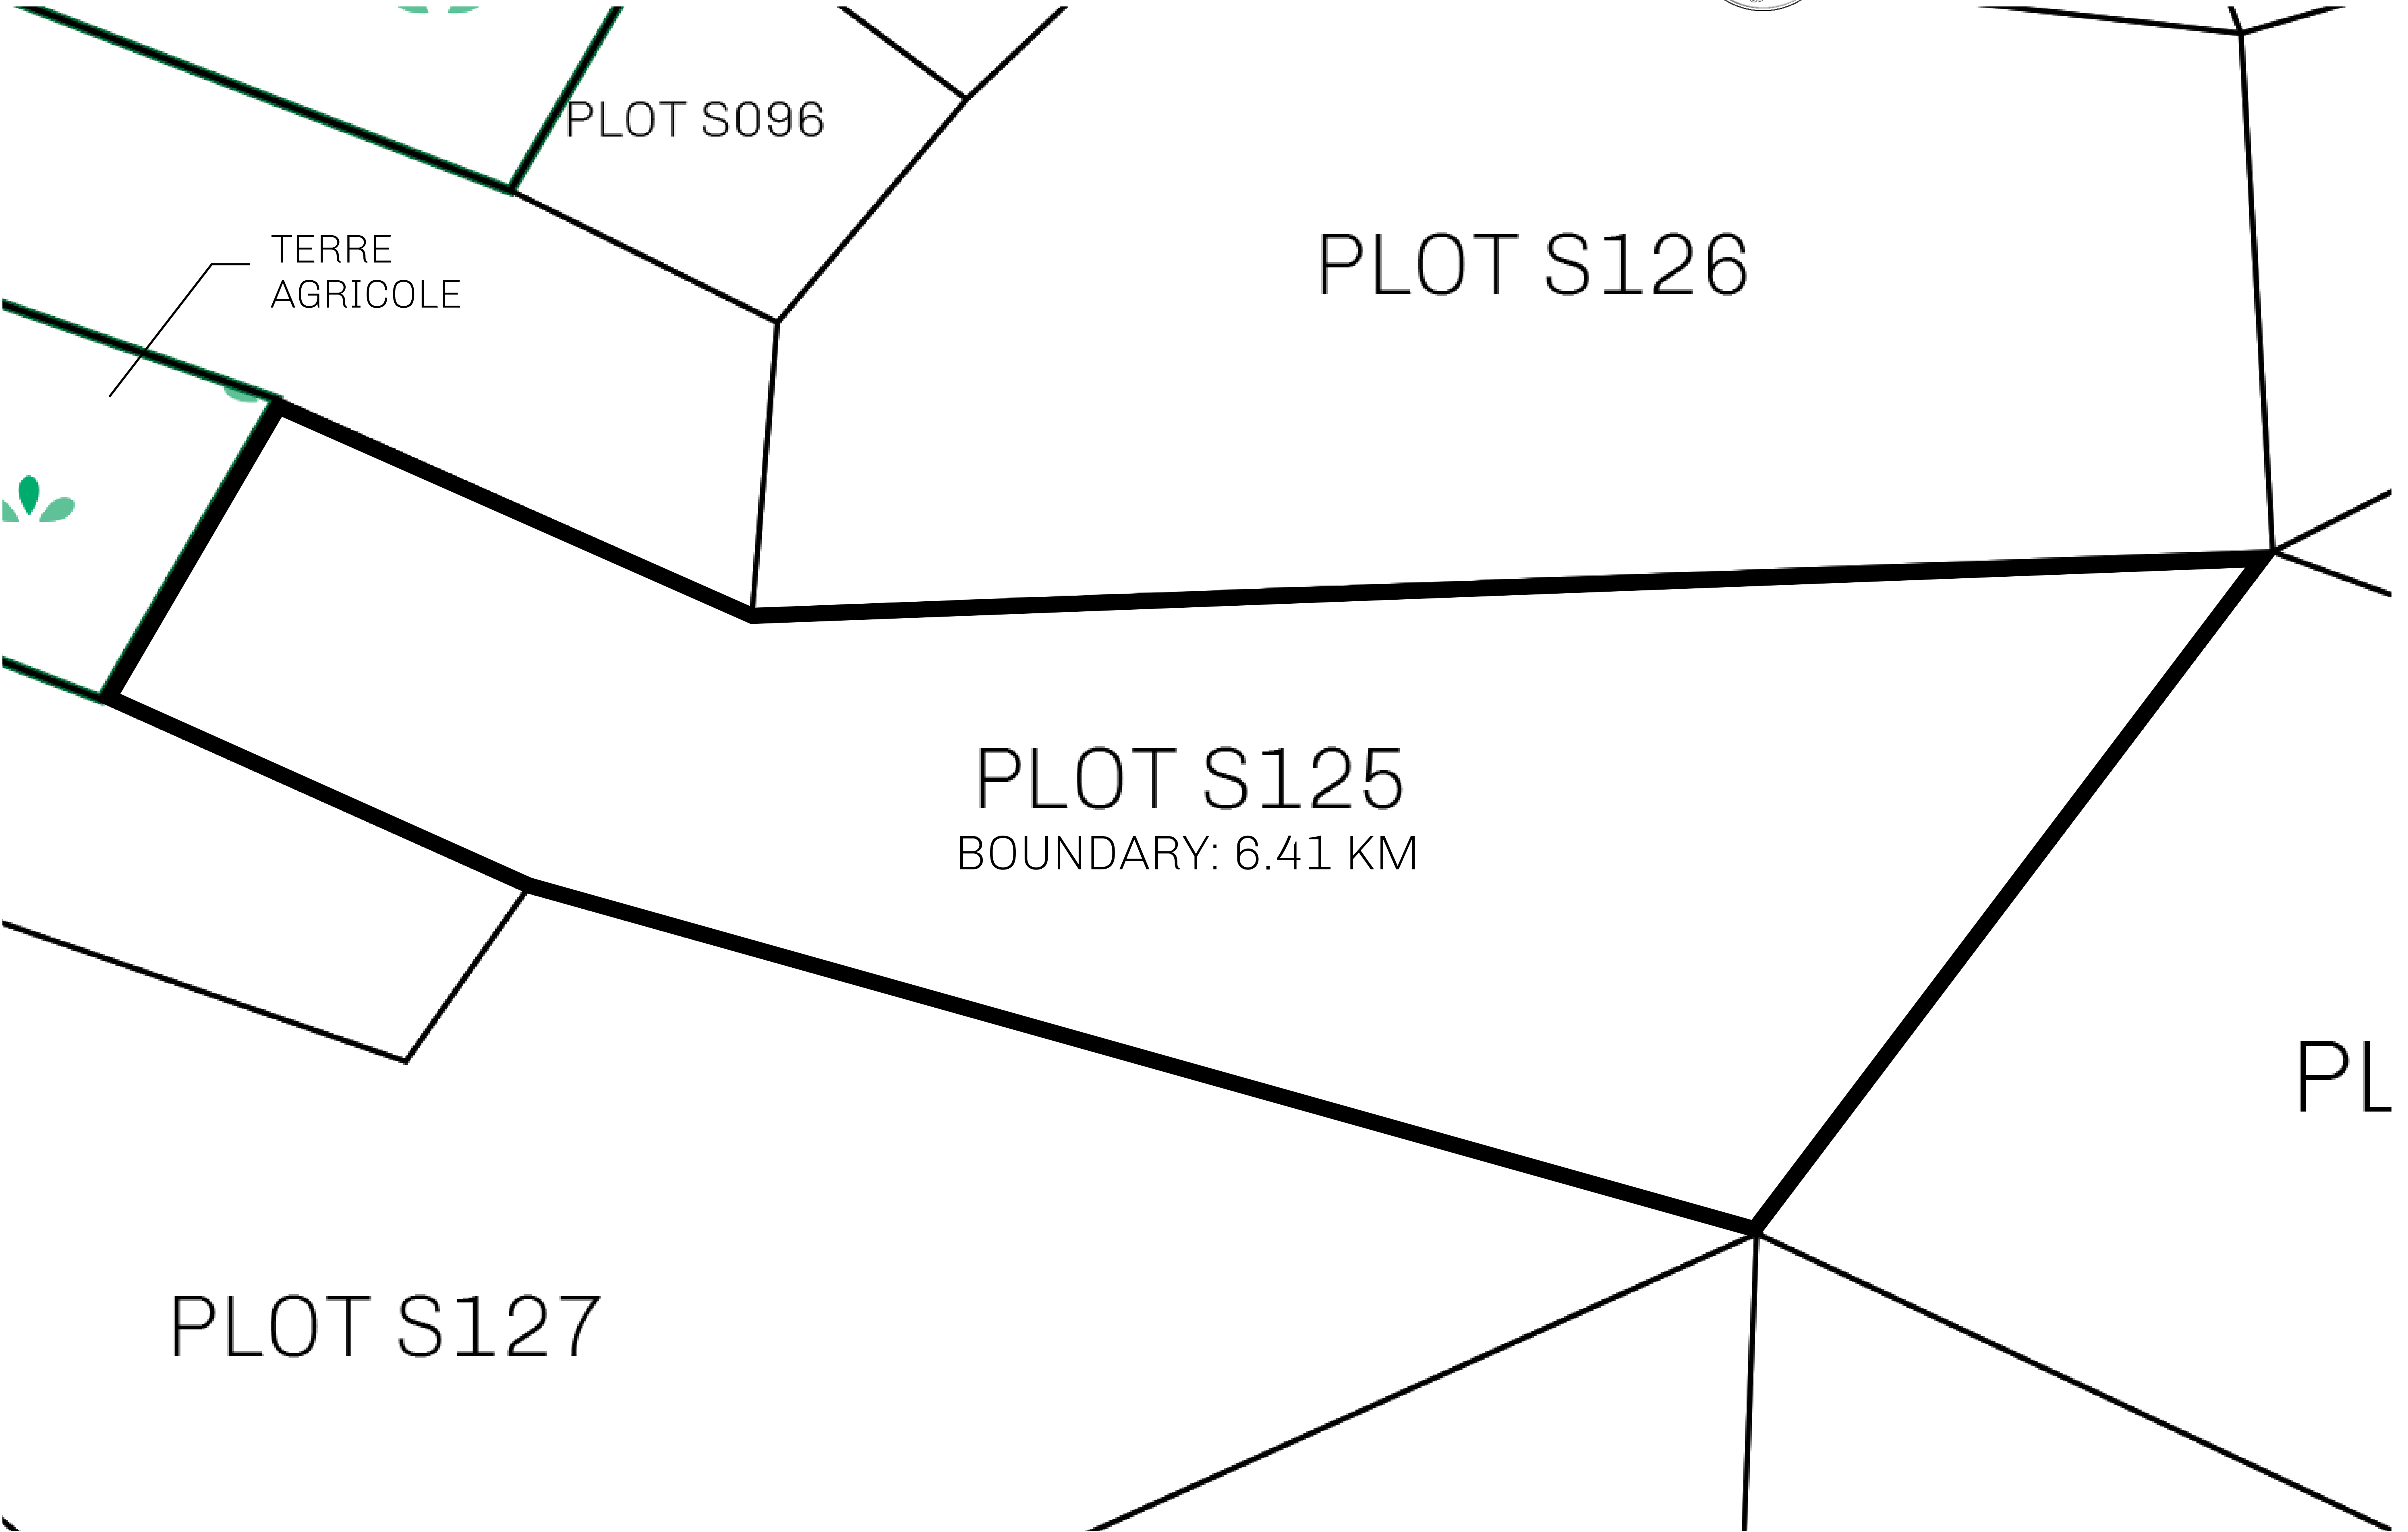 PLOT S096
TERRE
AGRICOLE
PLOT S126
PLOT S125
BOUNDARY: 6.41 KM
PL
PLOT S127